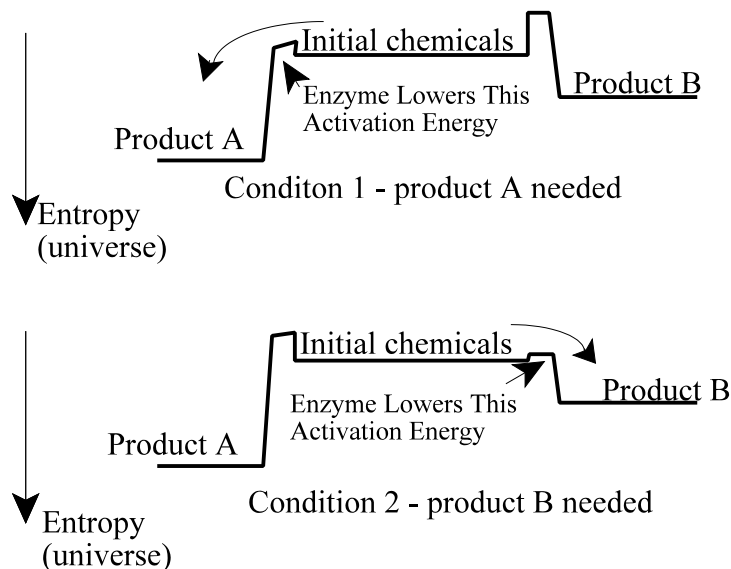 Initial chemicals
Product B
Enzyme Lowers This
Activation Energy
Product A
Conditon 1 - product A needed
Entropy
(universe)
Initial chemicals
Product B
Enzyme Lowers This
Activation Energy
Product A
Condition 2 - product B needed
Entropy
(universe)